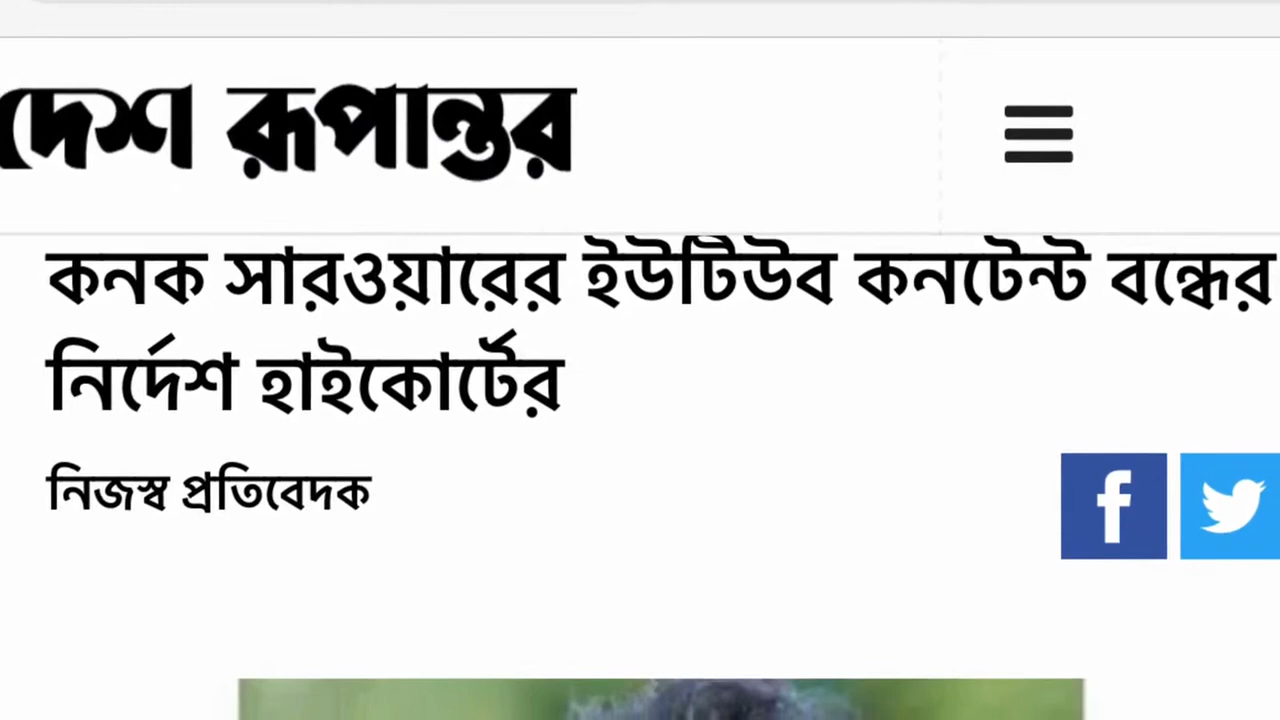 দেশ রূপান্তর
কনক সারওয়ারের ইউটিউব কনটেন্ট বন্ধের
নির্দেশ হাইকোর্টের
নিজস্ব প্রতিবেদক